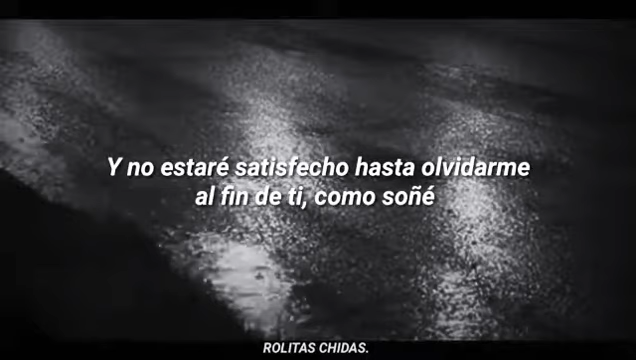 Y no estaré satisfecho hasta olvidarme
al fin de ti, como soñé
ROLITAS CHIDAS.